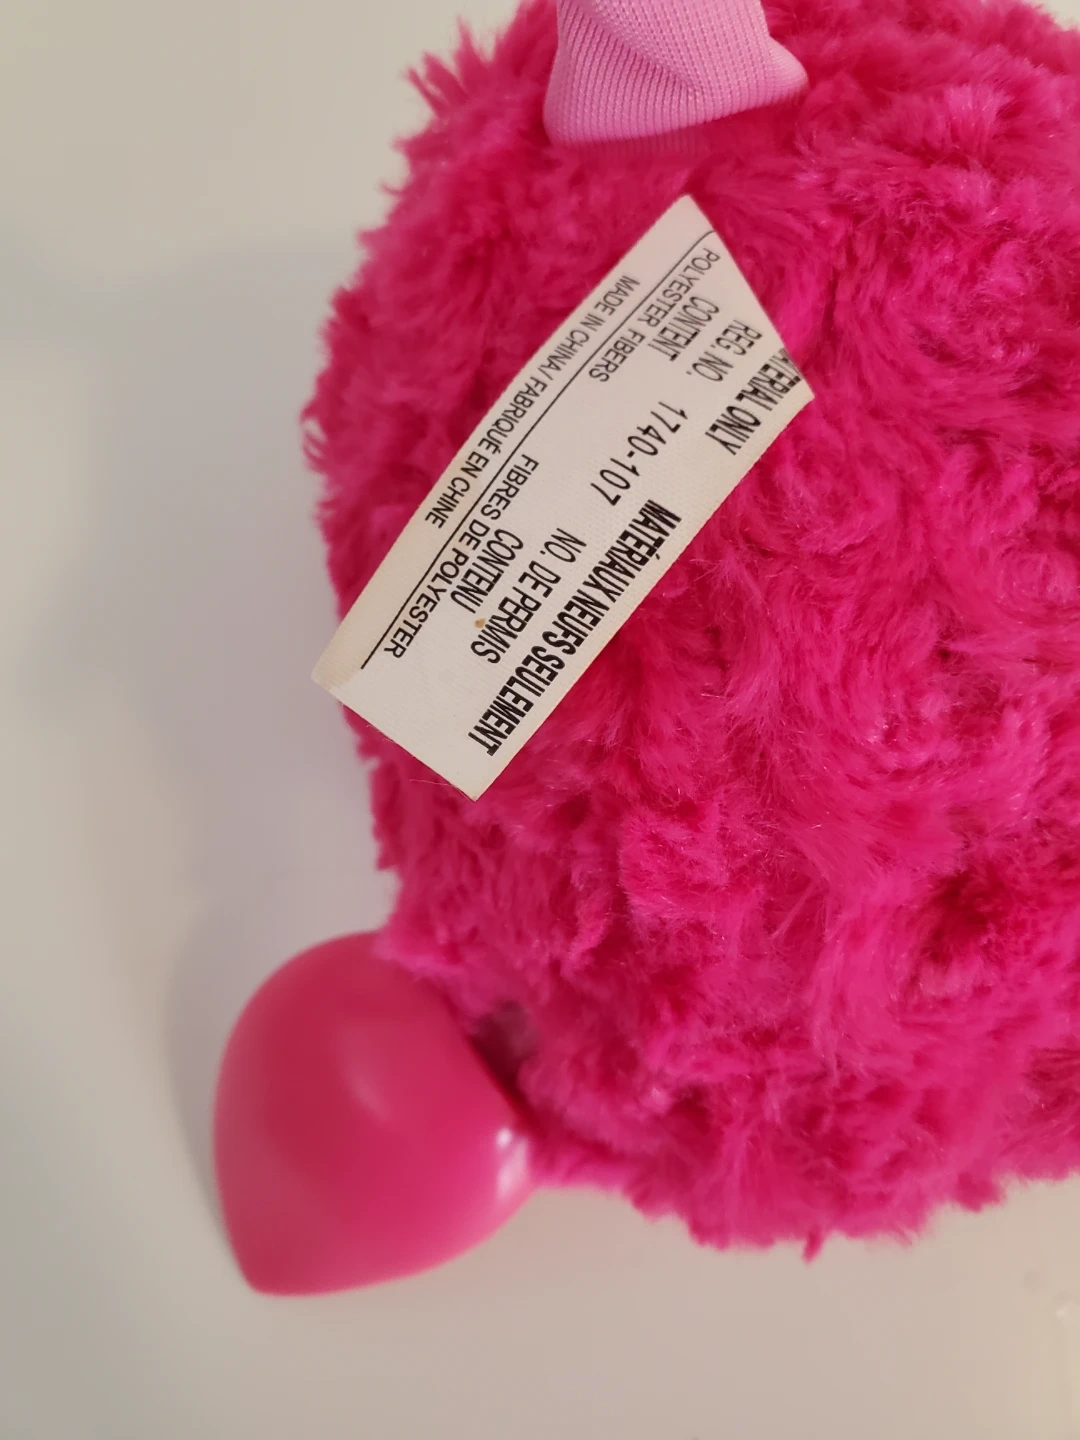 MATERIAL ONLY
REG. NO. 1740-107
CONTENT
POLYESTER FIBERS
MATÉRIAUX NEUFS SEULEMENT
NO. DE PERMIS
CONTENU
FIBRES DE POLYESTER
MADE IN CHINA/ FABRIQUÉ EN CHINE